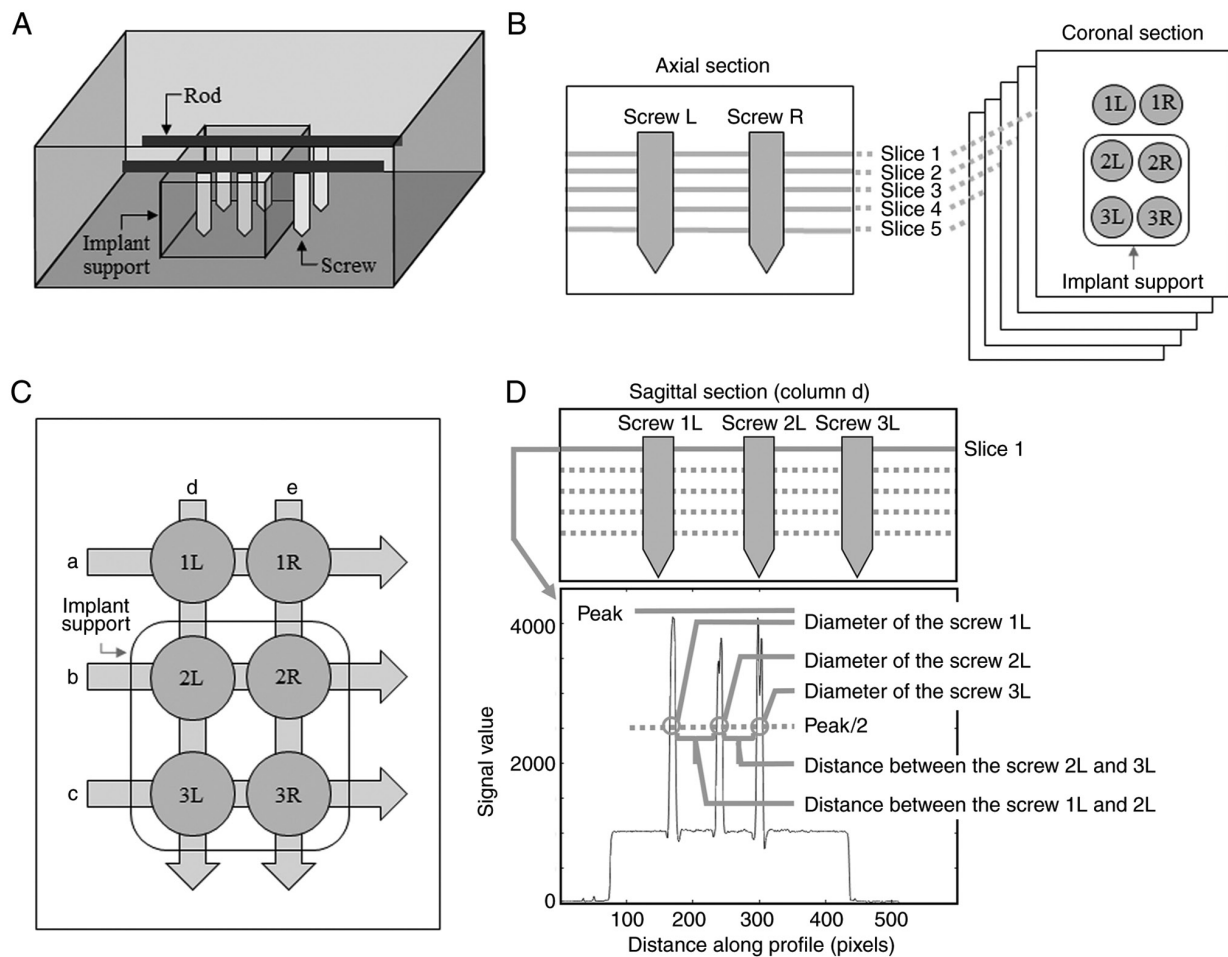 A
Rod
Implant
support
Screw
B
Axial section
Screw L
Screw R
Slice 1
Slice 2
Slice 3
Slice 4
Slice 5
Coronal section
1L
1R
2L
2R
3L
3R
Implant support
C
d
e
a
1L
1R
Implant
support
b
2L
2R
c
3L
3R
D
Sagittal section (column d)
Screw 1L
Screw 2L
Screw 3L
Slice 1
Peak
Diameter of the screw 1L
Diameter of the screw 2L
Diameter of the screw 3L
Peak/2
Distance between the screw 2L and 3L
Distance between the screw 1L and 2L
Signal value
4000
2000
0
100
200
300
400
500
Distance along profile (pixels)